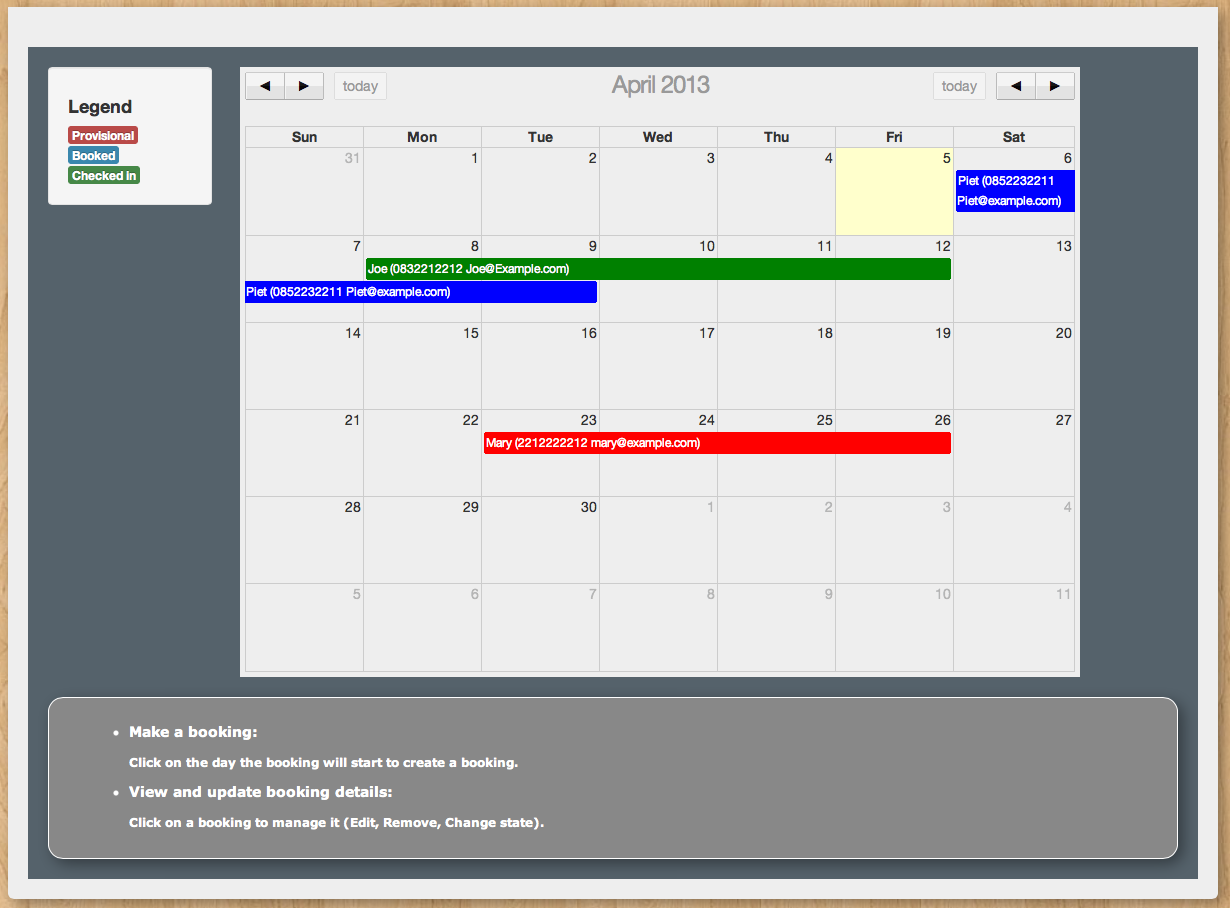 Legend
Provisional
Booked
Checked In
◀ ▶ today April 2013 today ◀ ▶
Sun Mon Tue Wed Thu Fri Sat
31 1 2 3 4 5 6
Piet (0852232211
Piet@example.com)
7 8 9 10 11 12 13
Joe (0832212212 Joe@Example.com)
Piet (0852232211 Piet@example.com)
14 15 16 17 18 19 20
21 22 23 24 25 26 27
Mary (2212222212 mary@example.com)
28 29 30 1 2 3 4
5 6 7 8 9 10 11
• Make a booking:
Click on the day the booking will start to create a booking.
• View and update booking details:
Click on a booking to manage it (Edit, Remove, Change state).